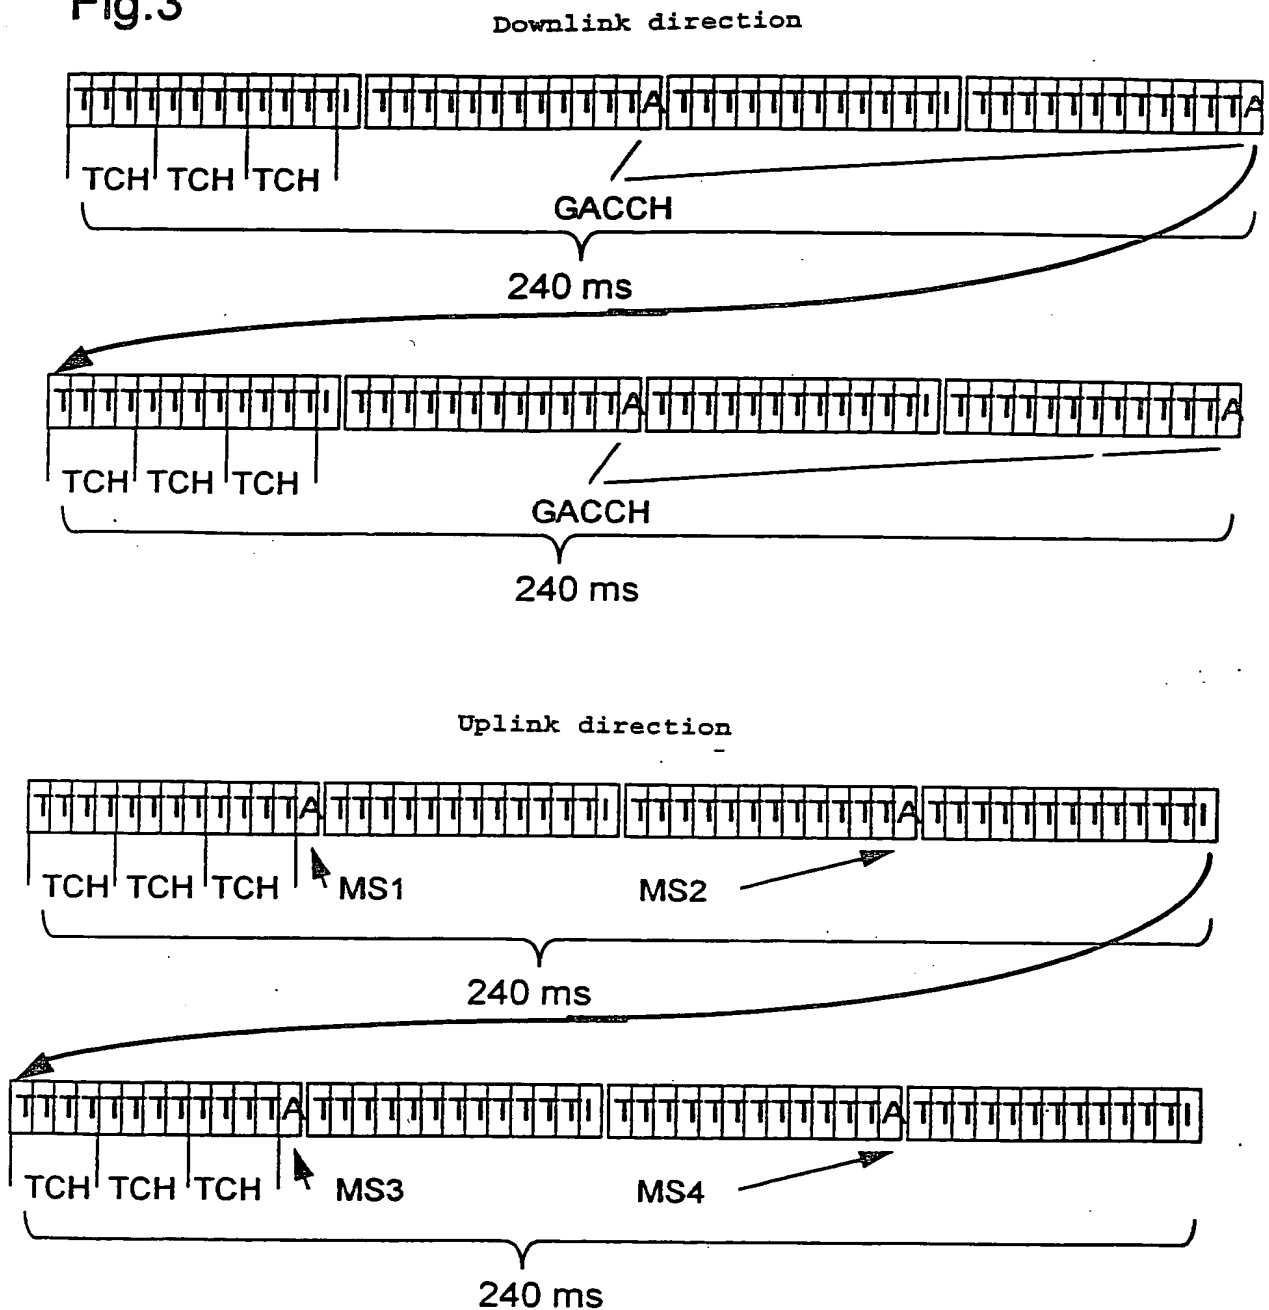 Fig.3
Downlink direction
TTTTTTTTTTTTI TTTTTTTTTTTTA TTTTTTTTTTTTI TTTTTTTTTTTTA
TCH TCH TCH
GACCH
240 ms
TTTTTTTTTTTTI TTTTTTTTTTTTA TTTTTTTTTTTTI TTTTTTTTTTTTA
TCH TCH TCH
GACCH
240 ms
Uplink direction
TTTTTTTTTTTTA TTTTTTTTTTTTI TTTTTTTTTTTTA TTTTTTTTTTTTI
TCH TCH TCH MS1 MS2
240 ms
TTTTTTTTTTTTA TTTTTTTTTTTTI TTTTTTTTTTTTA TTTTTTTTTTTTI
TCH TCH TCH MS3 MS4
240 ms